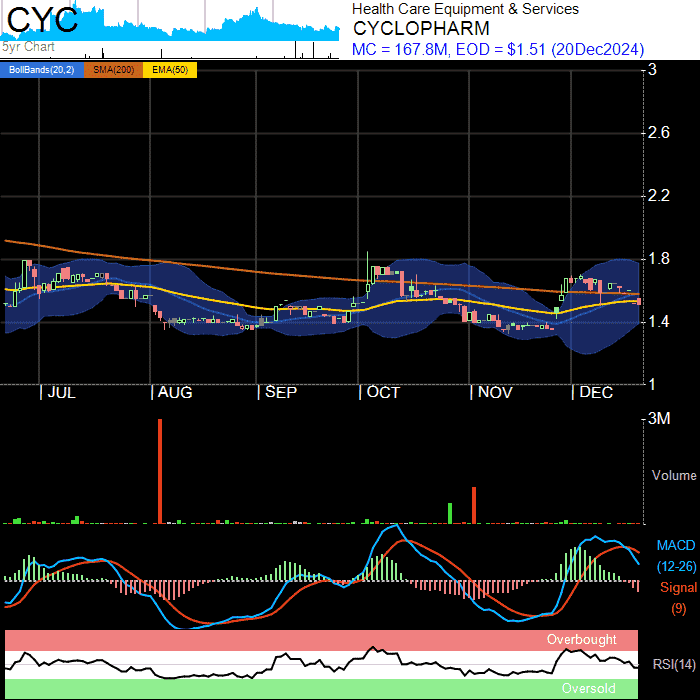 CYC
5yr Chart
Health Care Equipment & Services
CYCLOPHARM
MC = 167.8M, EOD = $1.51 (20Dec2024)
BollBands(20,2) SMA(200) EMA(50)
3
2.6
2.2
1.8
1.4
1
JUL AUG SEP OCT NOV DEC
3M
Volume
MACD
(12-26)
Signal
(9)
Overbought
RSI(14)
Oversold